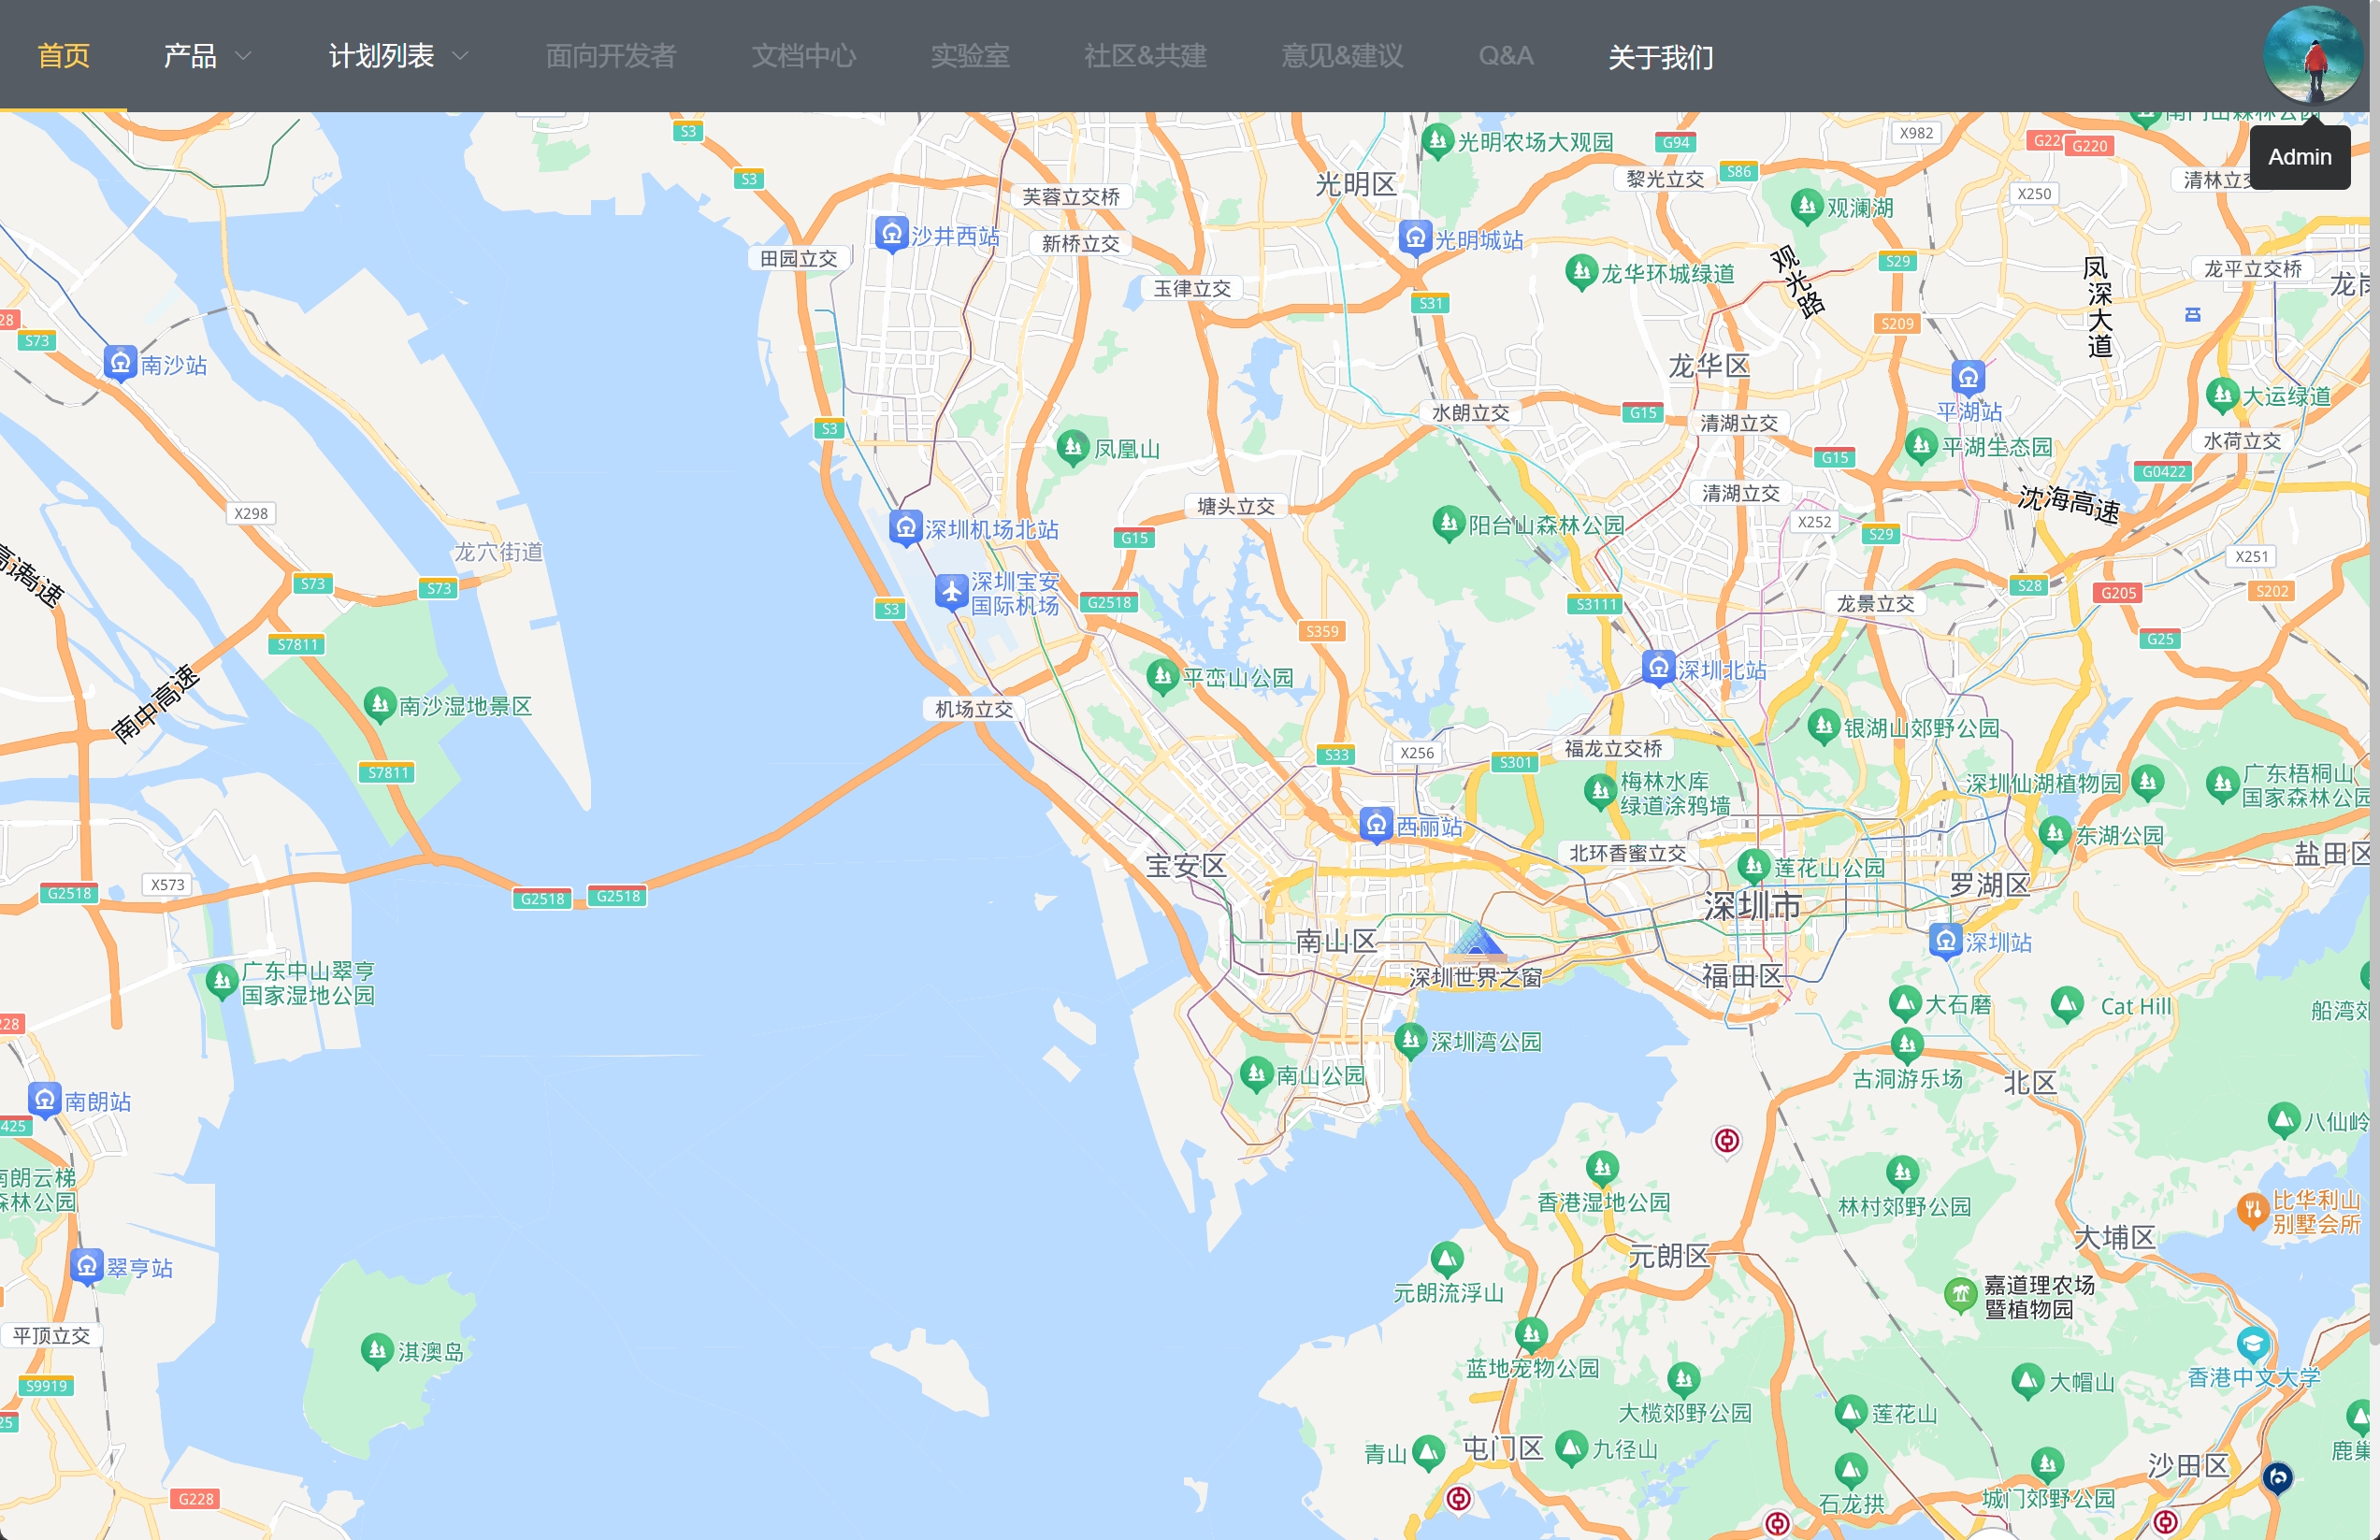 首页
产品
计划列表
面向开发者
文档中心
实验室
社区&共建
意见&建议
Q&A
关于我们
Admin
S3
光明农场大观园
G94
X982
G220
S3
光明区
黎光立交
S86
X250
芙蓉立交桥
观澜湖
沙井西站
新桥立交
光明城站
田园立交
龙华环城绿道
观光路
S29
凤深大道
龙平立交桥
玉律立交
S31
S209
S73
南沙站
龙华区
平湖站
大运绿道
水朗立交
G15
清湖立交
S3
凤凰山
G15
平湖生态园
水荷立交
G0422
清湖立交
沈海高速
塘头立交
X298
深圳机场北站
G15
阳台山森林公园
X252
S29
龙穴街道
X251
S73
S73
深圳宝安
国际机场
S3
G2518
S3111
龙景立交
S28
G205
S202
S7811
S359
G25
南中高速
南沙湿地景区
平峦山公园
深圳北站
机场立交
银湖山郊野公园
S7811
S33
X256
S301
福龙立交桥
梅林水库
绿道涂鸦墙
深圳仙湖植物园
广东梧桐山
国家森林公园
西丽站
东湖公园
宝安区
北环香蜜立交
莲花山公园
盐田区
G2518
X573
G2518
G2518
罗湖区
深圳市
南山区
深圳站
深圳世界之窗
福田区
广东中山翠亨
国家湿地公园
大石磨
Cat Hill
深圳湾公园
南山公园
古洞游乐场
北区
南朗站
八仙岭
香港湿地公园
林村郊野公园
比华利山
别墅会所
大埔区
元朗区
翠亨站
元朗流浮山
嘉道理农场
暨植物园
平顶立交
淇澳岛
蓝地宠物公园
香港中文大学
S9919
大帽山
大榄郊野公园
莲花山
青山
屯门区
九径山
沙田区
G228
石龙拱
城门郊野公园